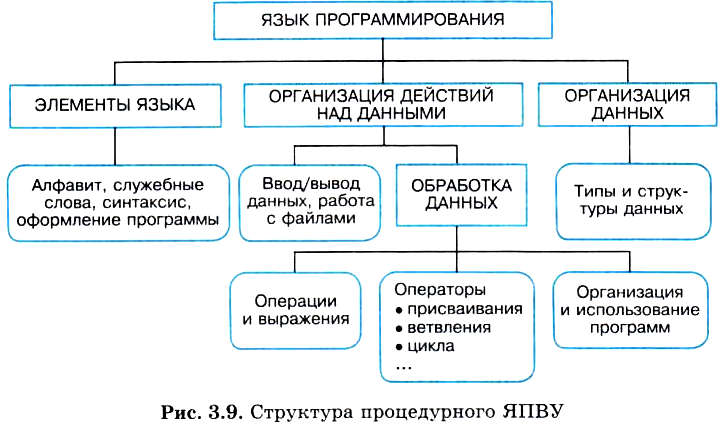 ЯЗЫК ПРОГРАММИРОВАНИЯ
ЭЛЕМЕНТЫ ЯЗЫКА
ОРГАНИЗАЦИЯ ДЕЙСТВИЙ
НАД ДАННЫМИ
ОРГАНИЗАЦИЯ
ДАННЫХ
Алфавит, служебные
слова, синтаксис,
оформление программы
Ввод/вывод
данных, работа
с файлами
ОБРАБОТКА
ДАННЫХ
Типы и струк-
туры данных
Операции
и выражения
Операторы
• присваивания
• ветвления
• цикла
...
Организация
и использование
программ
Рис. 3.9. Структура процедурного ЯПВУ